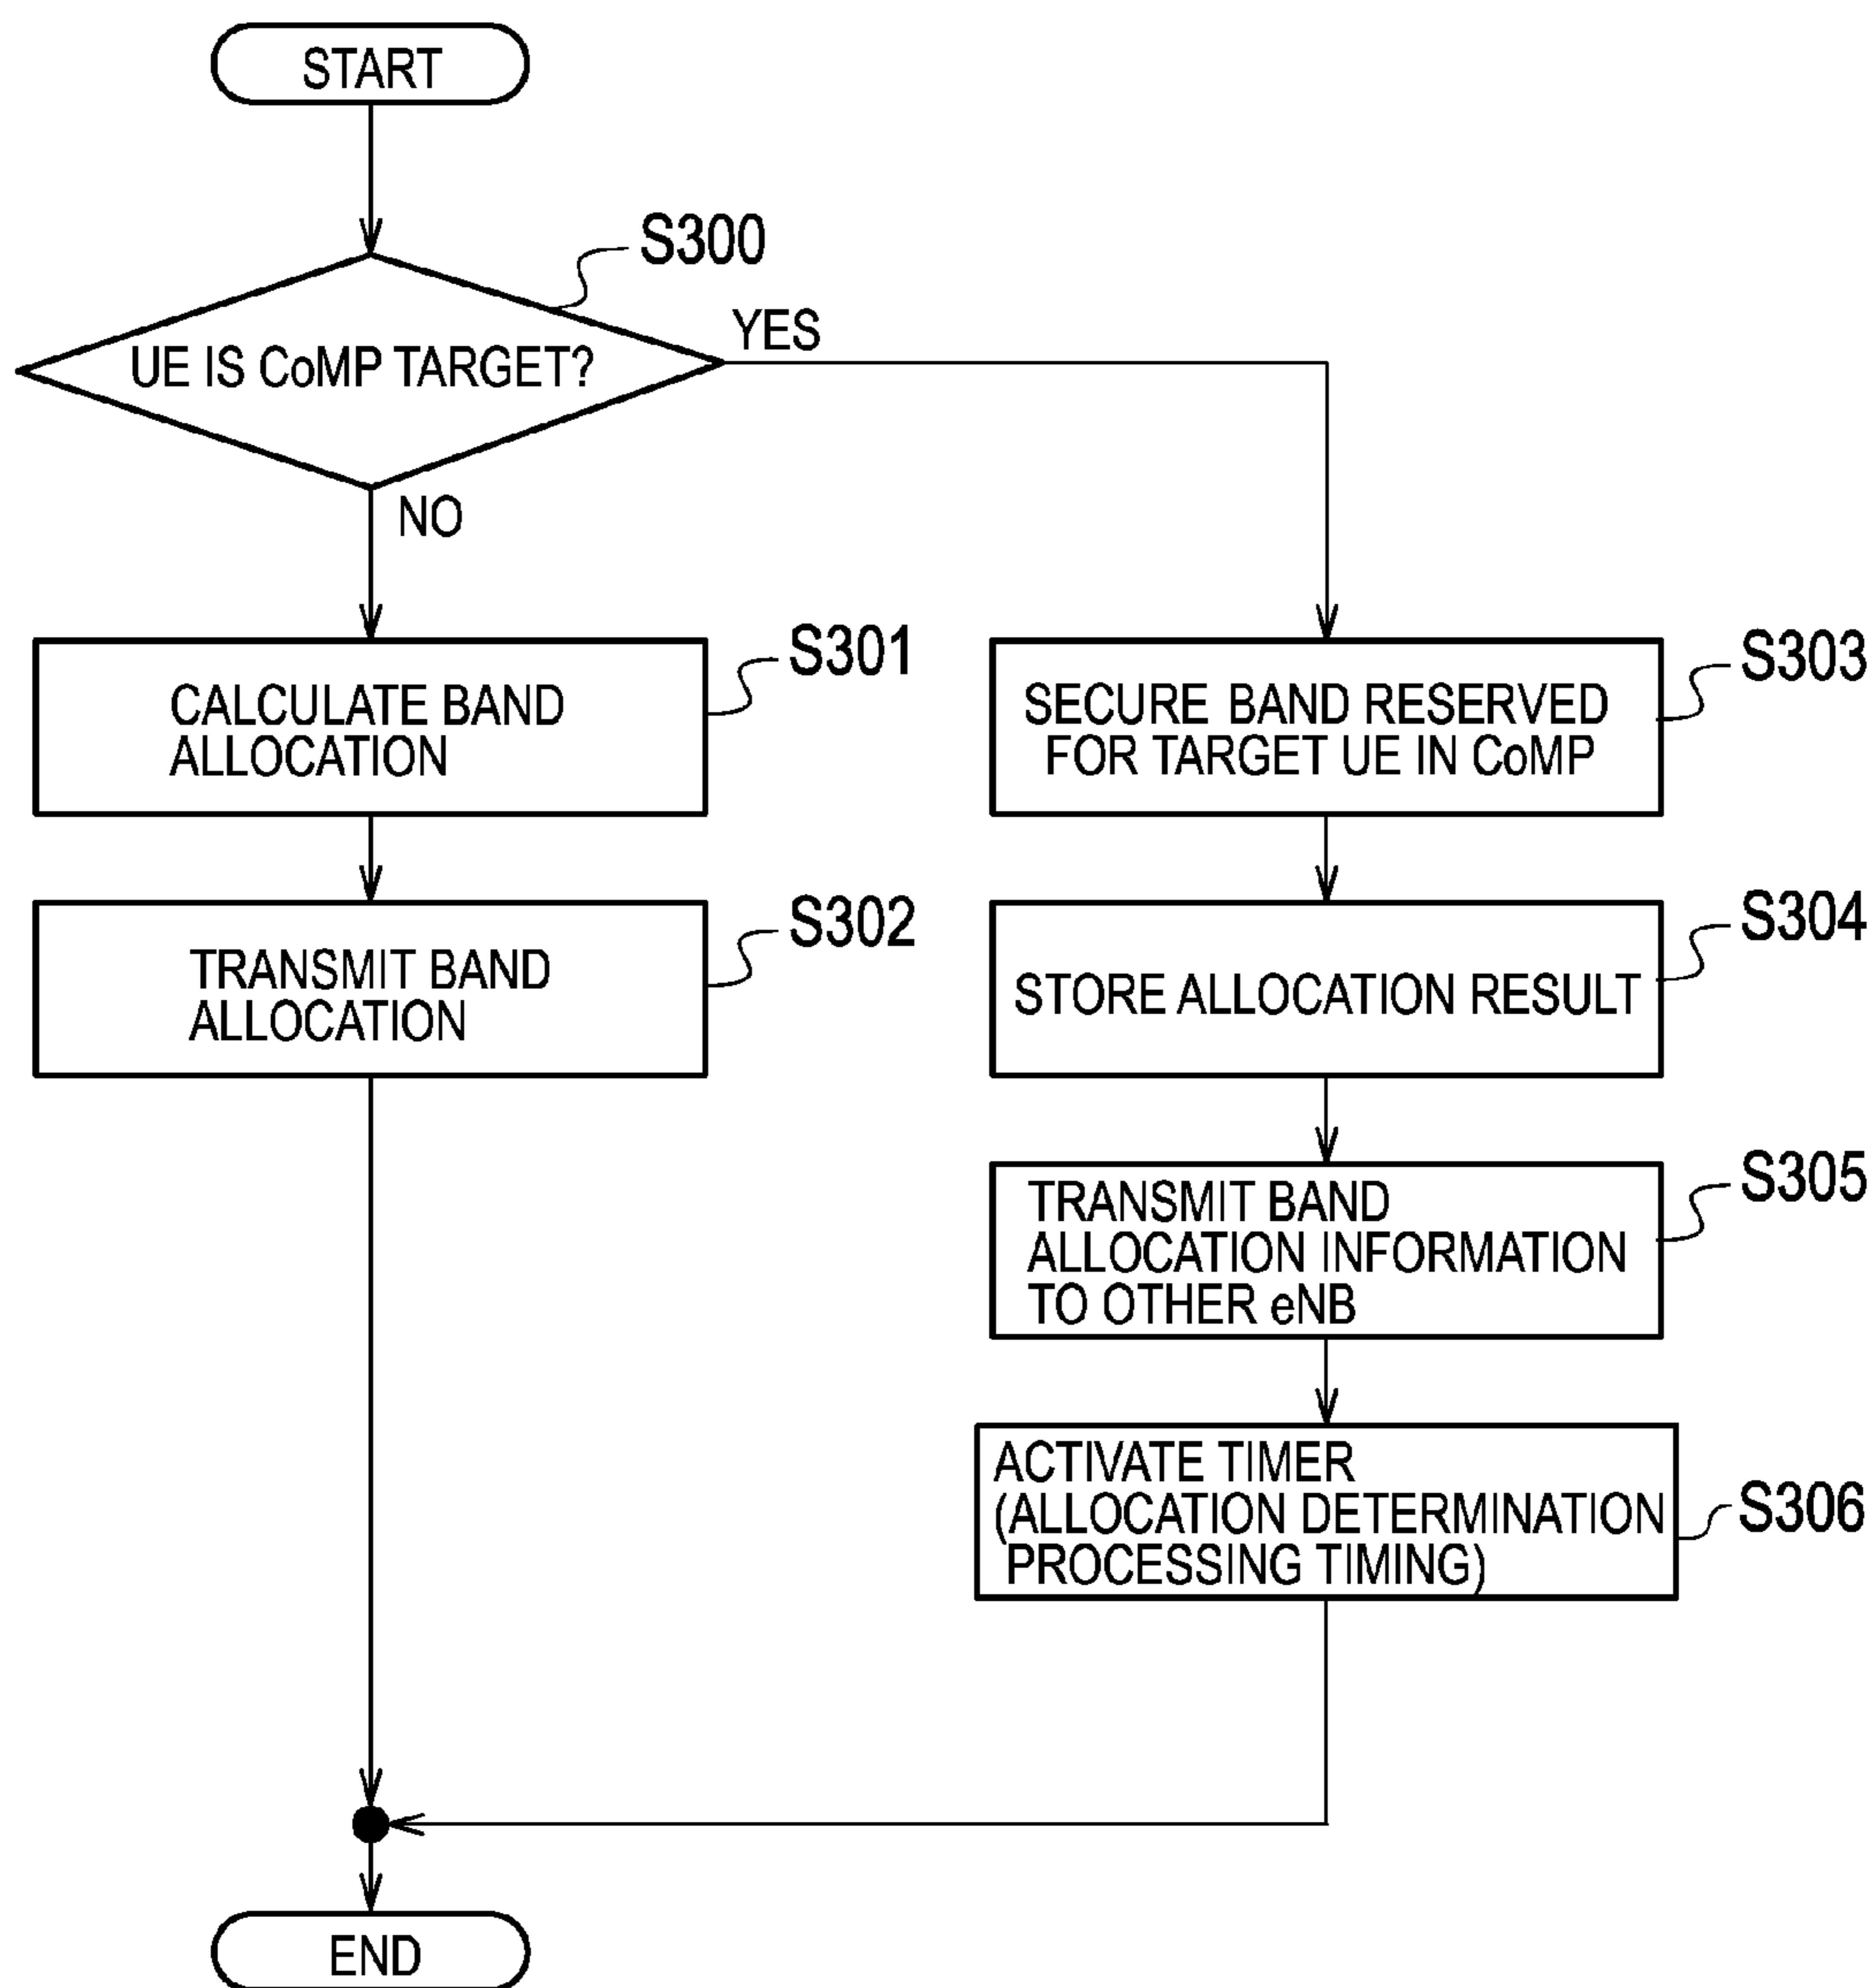 START
S300
UE IS CoMP TARGET?
YES
NO
S301
CALCULATE BAND
ALLOCATION
S302
TRANSMIT BAND
ALLOCATION
S303
SECURE BAND RESERVED
FOR TARGET UE IN CoMP
S304
STORE ALLOCATION RESULT
S305
TRANSMIT BAND
ALLOCATION INFORMATION
TO OTHER eNB
S306
ACTIVATE TIMER
(ALLOCATION DETERMINATION
PROCESSING TIMING)
END